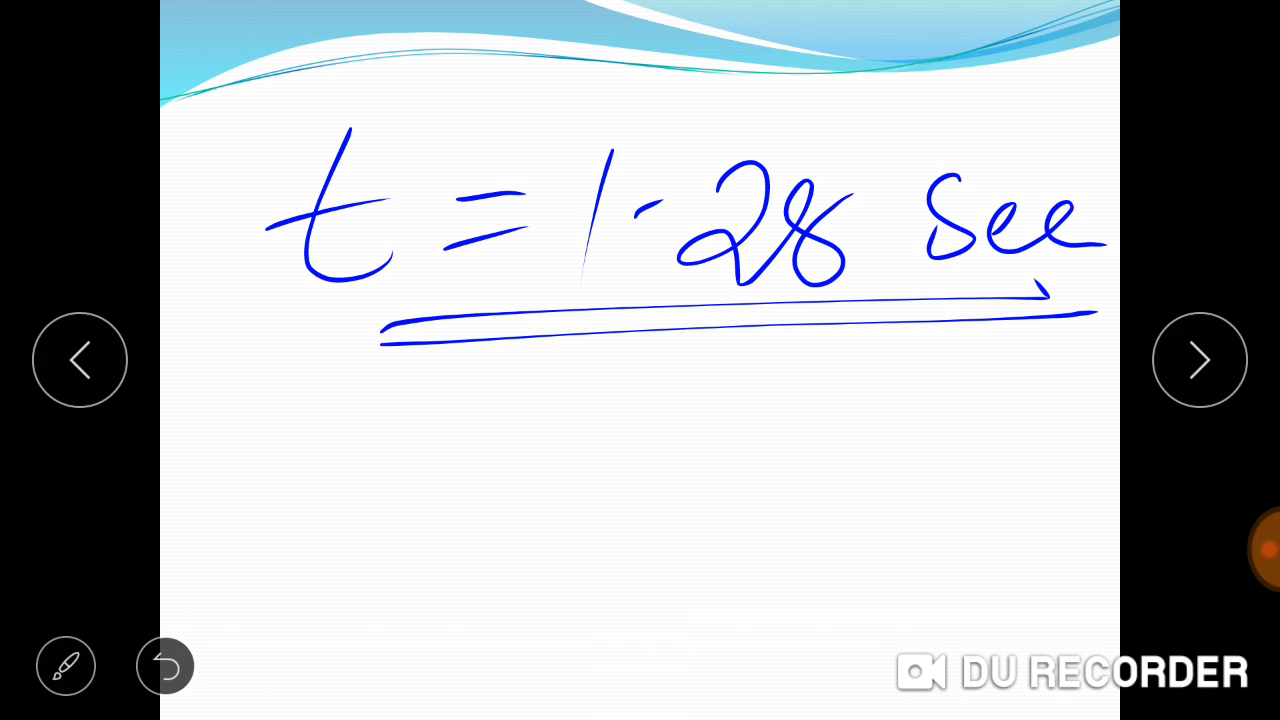 t = 1.28 sec
DU RECORDER